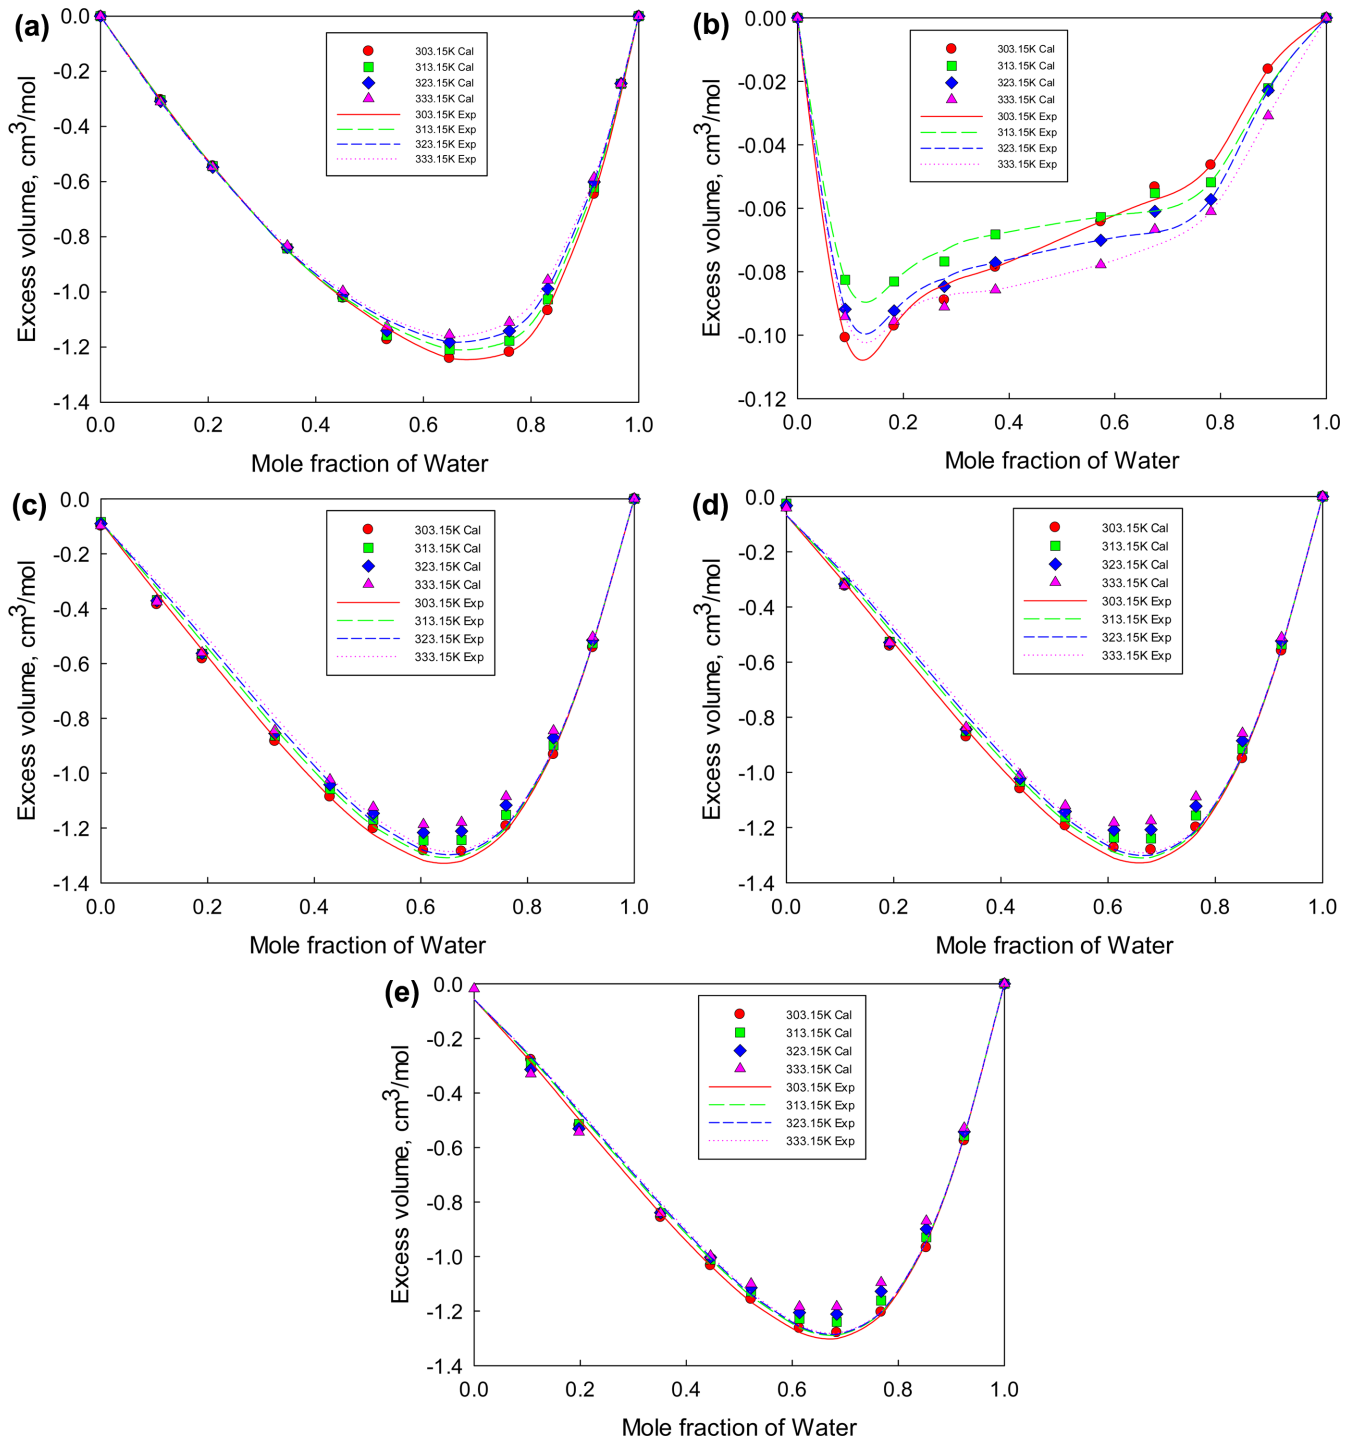 (a)
0.0
-0.2
-0.4
-0.6
-0.8
-1.0
-1.2
-1.4
Excess volume, cm³/mol
303.15K Cal
313.15K Cal
323.15K Cal
333.15K Cal
303.15K Exp
313.15K Exp
323.15K Exp
333.15K Exp
0.0 0.2 0.4 0.6 0.8 1.0
Mole fraction of Water
(b)
0.00
-0.02
-0.04
-0.06
-0.08
-0.10
-0.12
Excess volume, cm³/mol
303.15K Cal
313.15K Cal
323.15K Cal
333.15K Cal
303.15K Exp
313.15K Exp
323.15K Exp
333.15K Exp
0.0 0.2 0.4 0.6 0.8 1.0
Mole fraction of Water
(c)
0.0
-0.2
-0.4
-0.6
-0.8
-1.0
-1.2
-1.4
Excess volume, cm³/mol
303.15K Cal
313.15K Cal
323.15K Cal
333.15K Cal
303.15K Exp
313.15K Exp
323.15K Exp
333.15K Exp
0.0 0.2 0.4 0.6 0.8 1.0
Mole fraction of Water
(d)
0.0
-0.2
-0.4
-0.6
-0.8
-1.0
-1.2
-1.4
Excess volume, cm³/mol
303.15K Cal
313.15K Cal
323.15K Cal
333.15K Cal
303.15K Exp
313.15K Exp
323.15K Exp
333.15K Exp
0.0 0.2 0.4 0.6 0.8 1.0
Mole fraction of Water
(e)
0.0
-0.2
-0.4
-0.6
-0.8
-1.0
-1.2
-1.4
Excess volume, cm³/mol
303.15K Cal
313.15K Cal
323.15K Cal
333.15K Cal
303.15K Exp
313.15K Exp
323.15K Exp
333.15K Exp
0.0 0.2 0.4 0.6 0.8 1.0
Mole fraction of Water